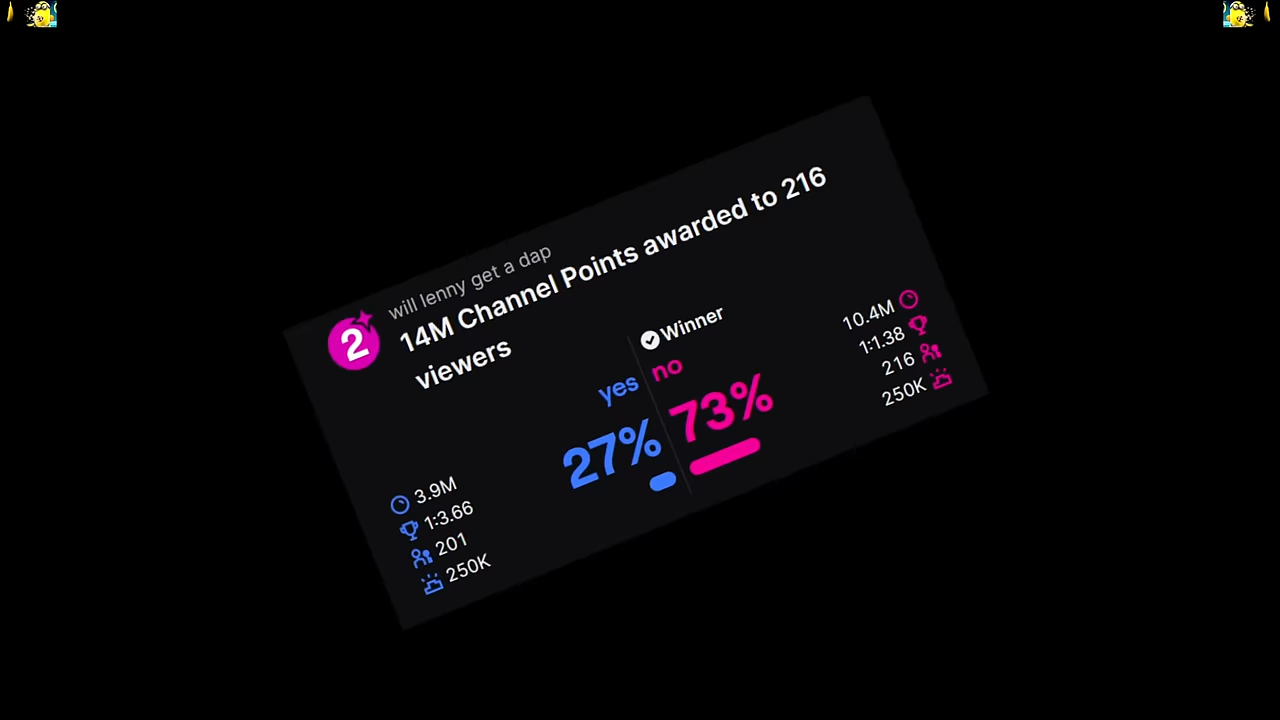 will lenny get a dap
2
14M Channel Points awarded to 216
viewers
yes
27%
3.9M
1:3.66
201
250K
Winner
no
73%
10.4M
1:1.38
216
250K